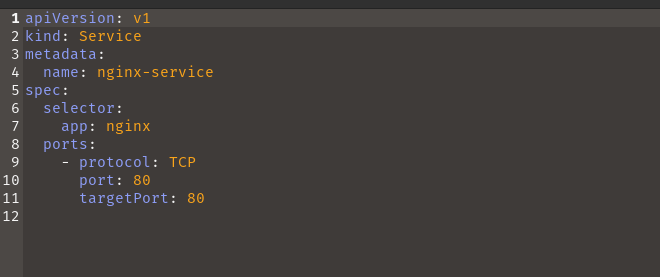 1 apiVersion: v1
2 kind: Service
3 metadata:
4   name: nginx-service
5 spec:
6   selector:
7     app: nginx
8   ports:
9     - protocol: TCP
10       port: 80
11       targetPort: 80
12